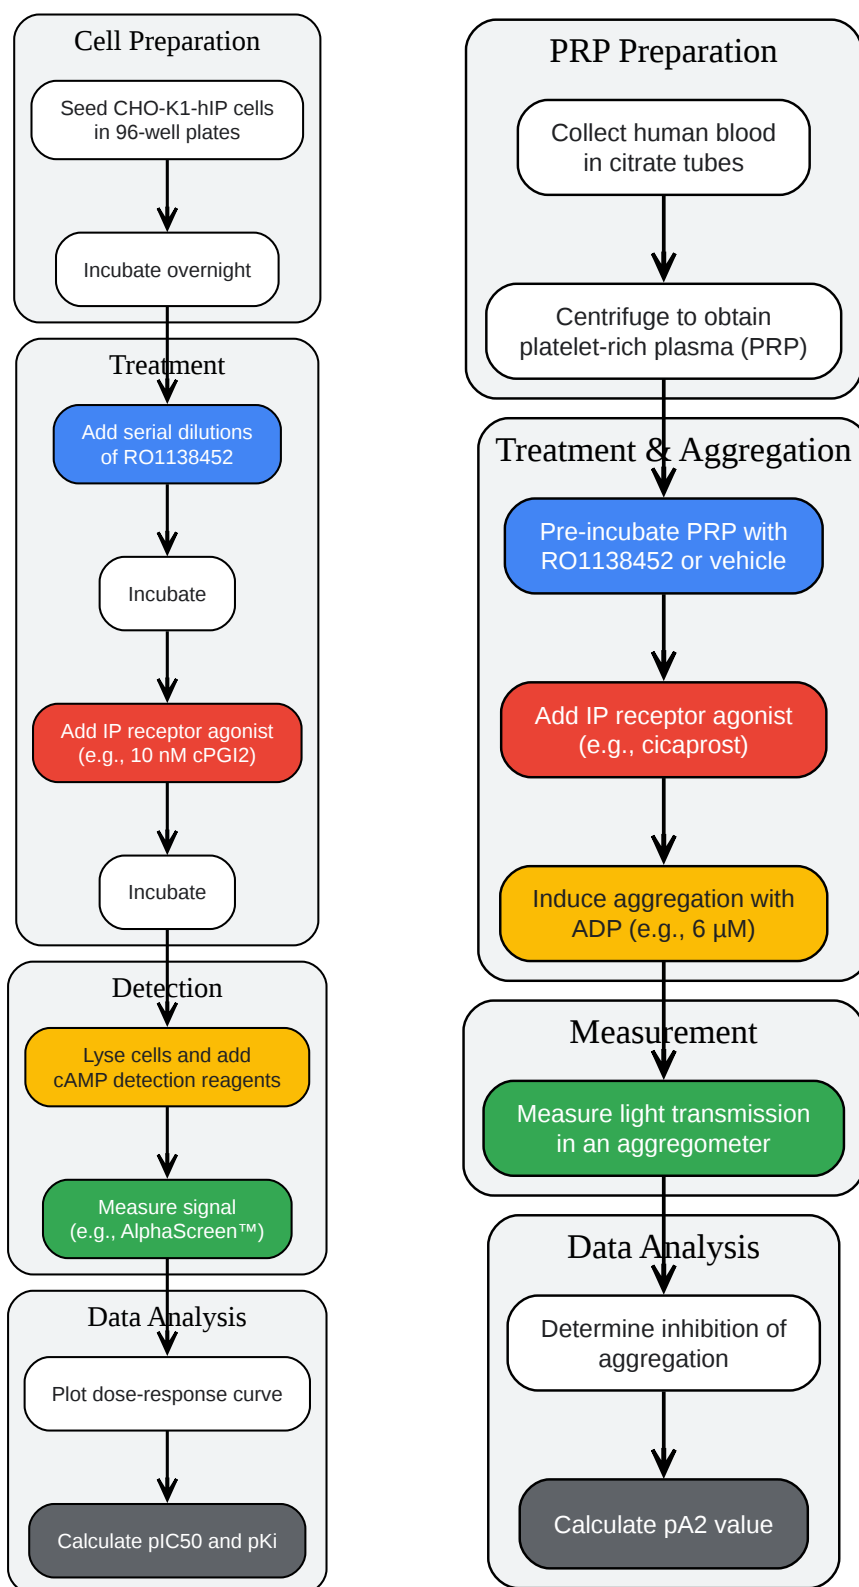 Cell Preparation
Seed CHO-K1-hIP cells
in 96-well plates
Incubate overnight
Treatment
Add serial dilutions
of RO1138452
Incubate
Add IP receptor agonist
(e.g., 10 nM cPGI2)
Incubate
Detection
Lyse cells and add
cAMP detection reagents
Measure signal
(e.g., AlphaScreen™)
Data Analysis
Plot dose-response curve
Calculate pIC50 and pKi
PRP Preparation
Collect human blood
in citrate tubes
Centrifuge to obtain
platelet-rich plasma (PRP)
Treatment & Aggregation
Pre-incubate PRP with
RO1138452 or vehicle
Add IP receptor agonist
(e.g., cicaprost)
Induce aggregation with
ADP (e.g., 6 µM)
Measurement
Measure light transmission
in an aggregometer
Data Analysis
Determine inhibition of
aggregation
Calculate pA2 value